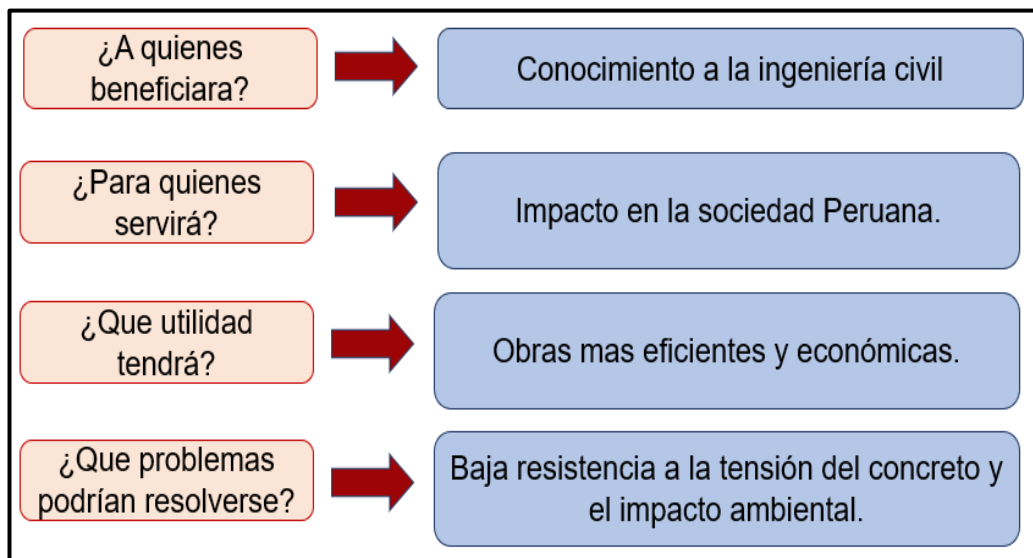 ¿A quienes
beneficiara?
Conocimiento a la ingeniería civil
¿Para quienes
servirá?
Impacto en la sociedad Peruana.
¿Que utilidad
tendrá?
Obras mas eficientes y económicas.
¿Que problemas
podrían resolverse?
Baja resistencia a la tensión del concreto y
el impacto ambiental.